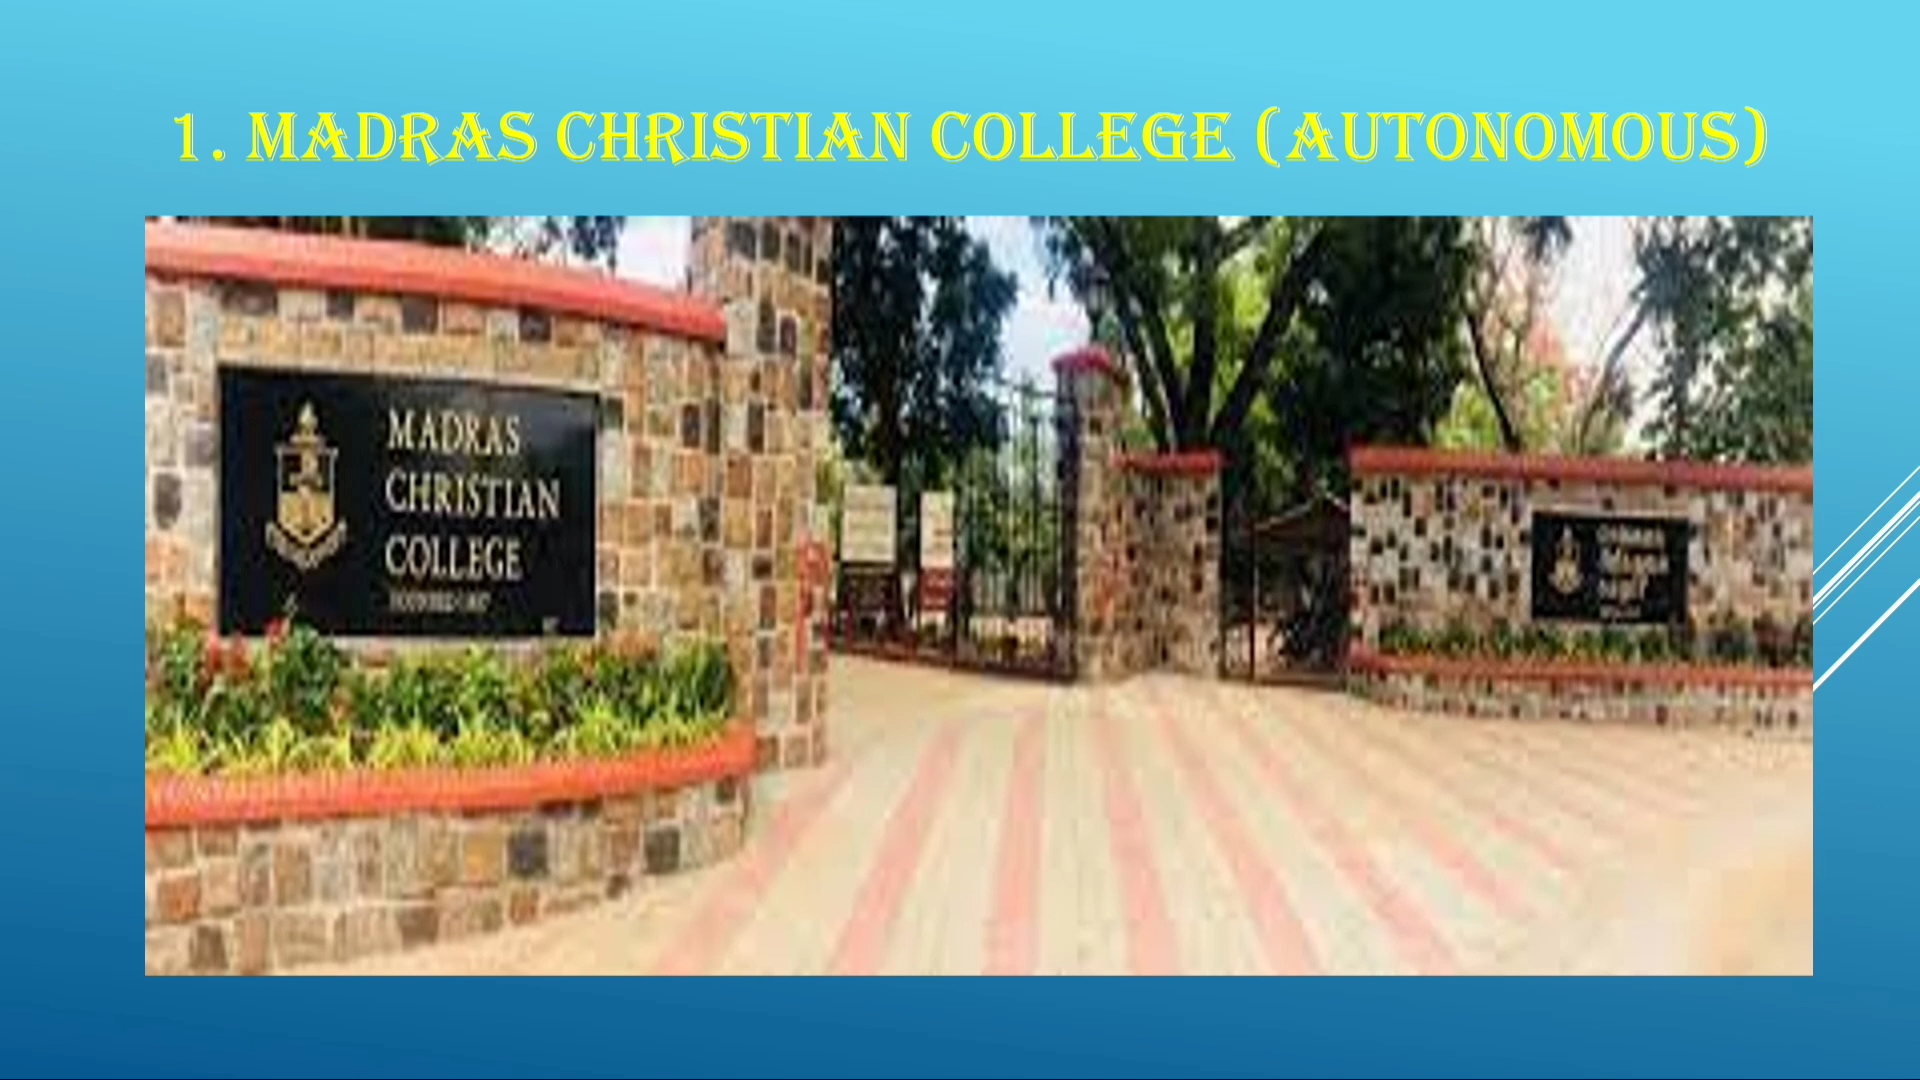 1. MADRAS CHRISTIAN COLLEGE (AUTONOMOUS)
MADRAS
CHRISTIAN
COLLEGE